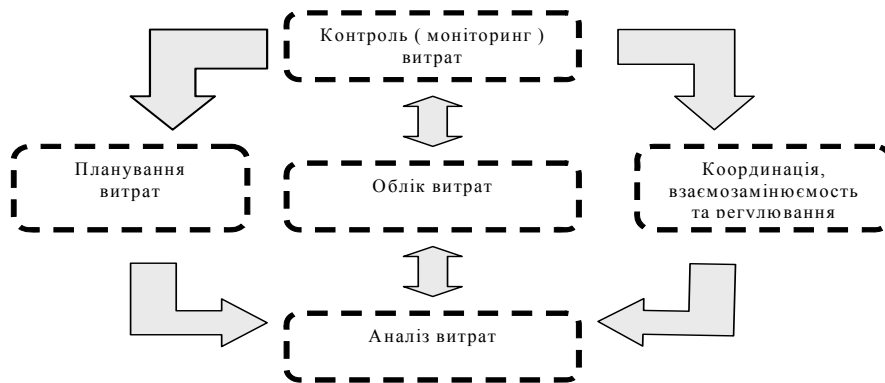 Контроль ( моніторинг )
витрат
Планування
витрат
Облік витрат
Координація,
взаємозамінюємость
та регулювання
Аналіз витрат